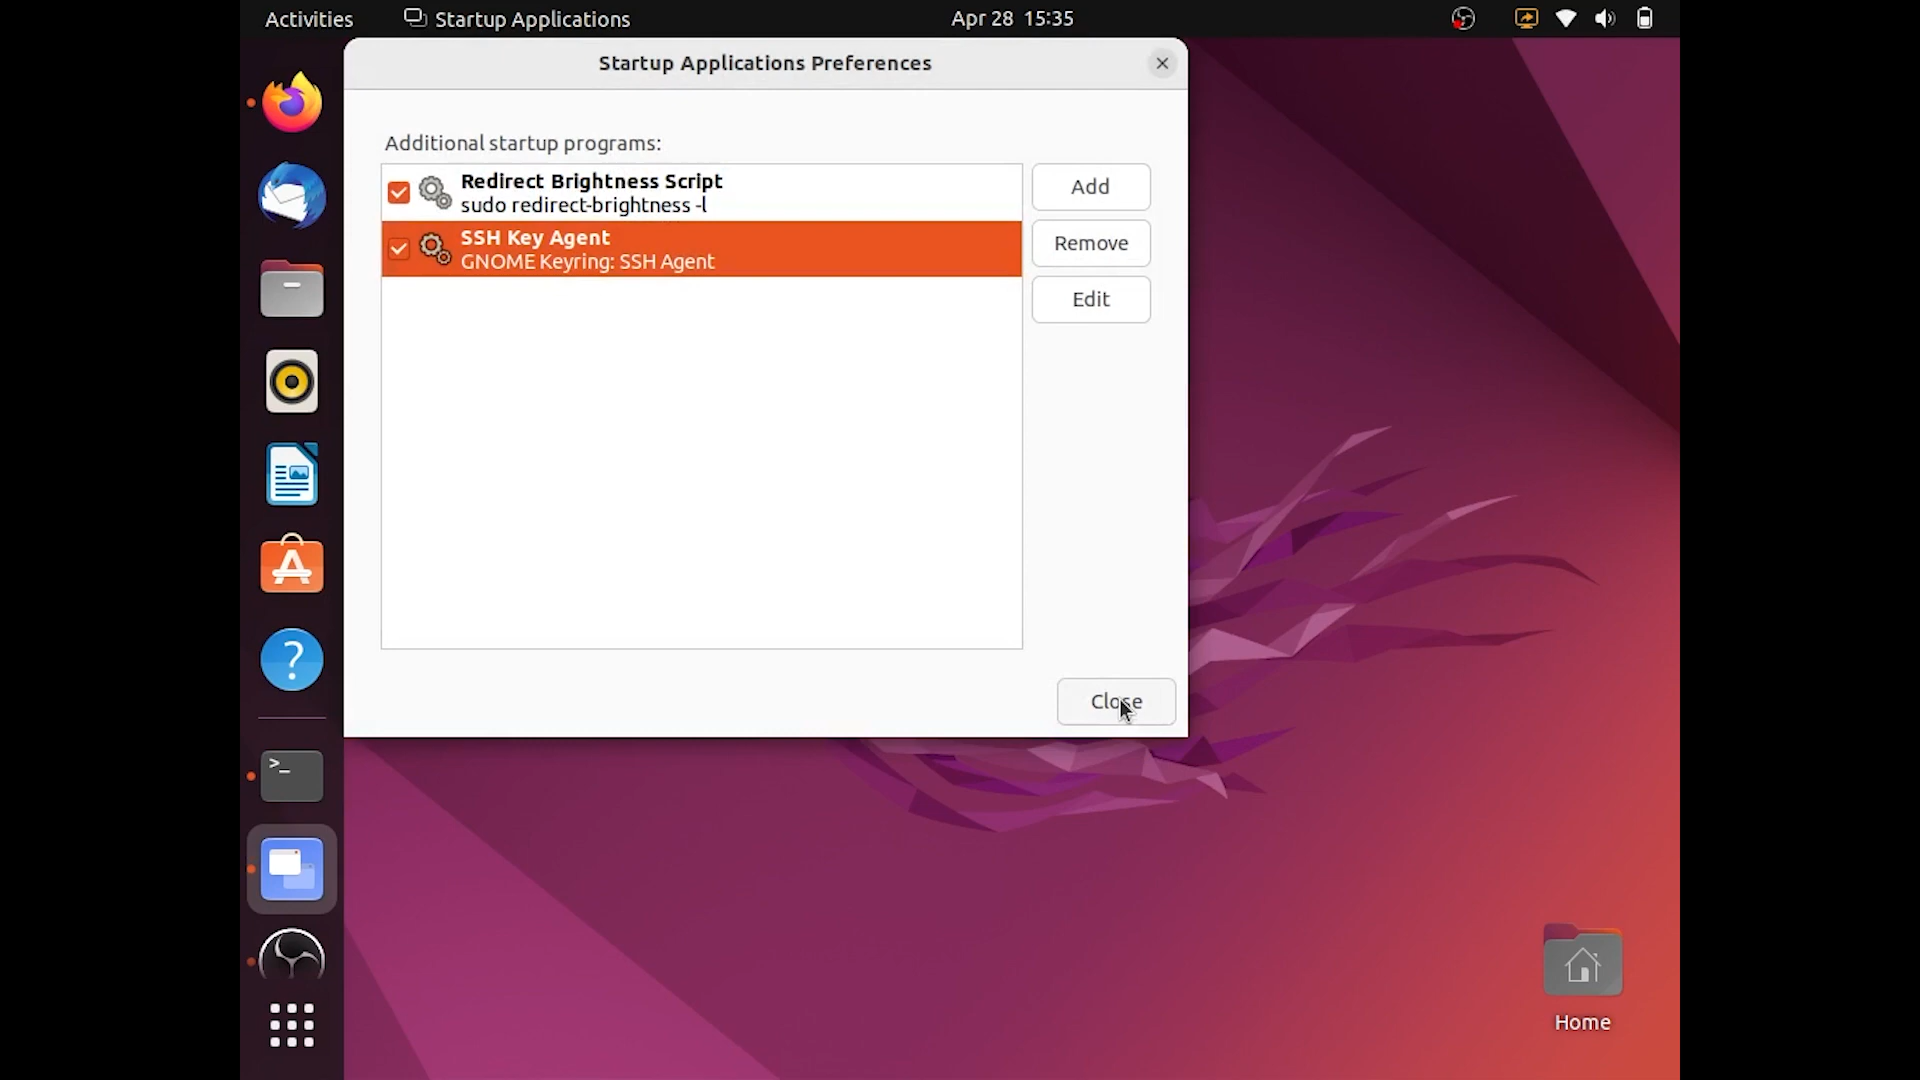 Activities
Startup Applications
Apr 28 15:35
Startup Applications Preferences
Additional startup programs:
Redirect Brightness Script
sudo redirect-brightness -l
SSH Key Agent
GNOME Keyring: SSH Agent
Add
Remove
Edit
Close
Home